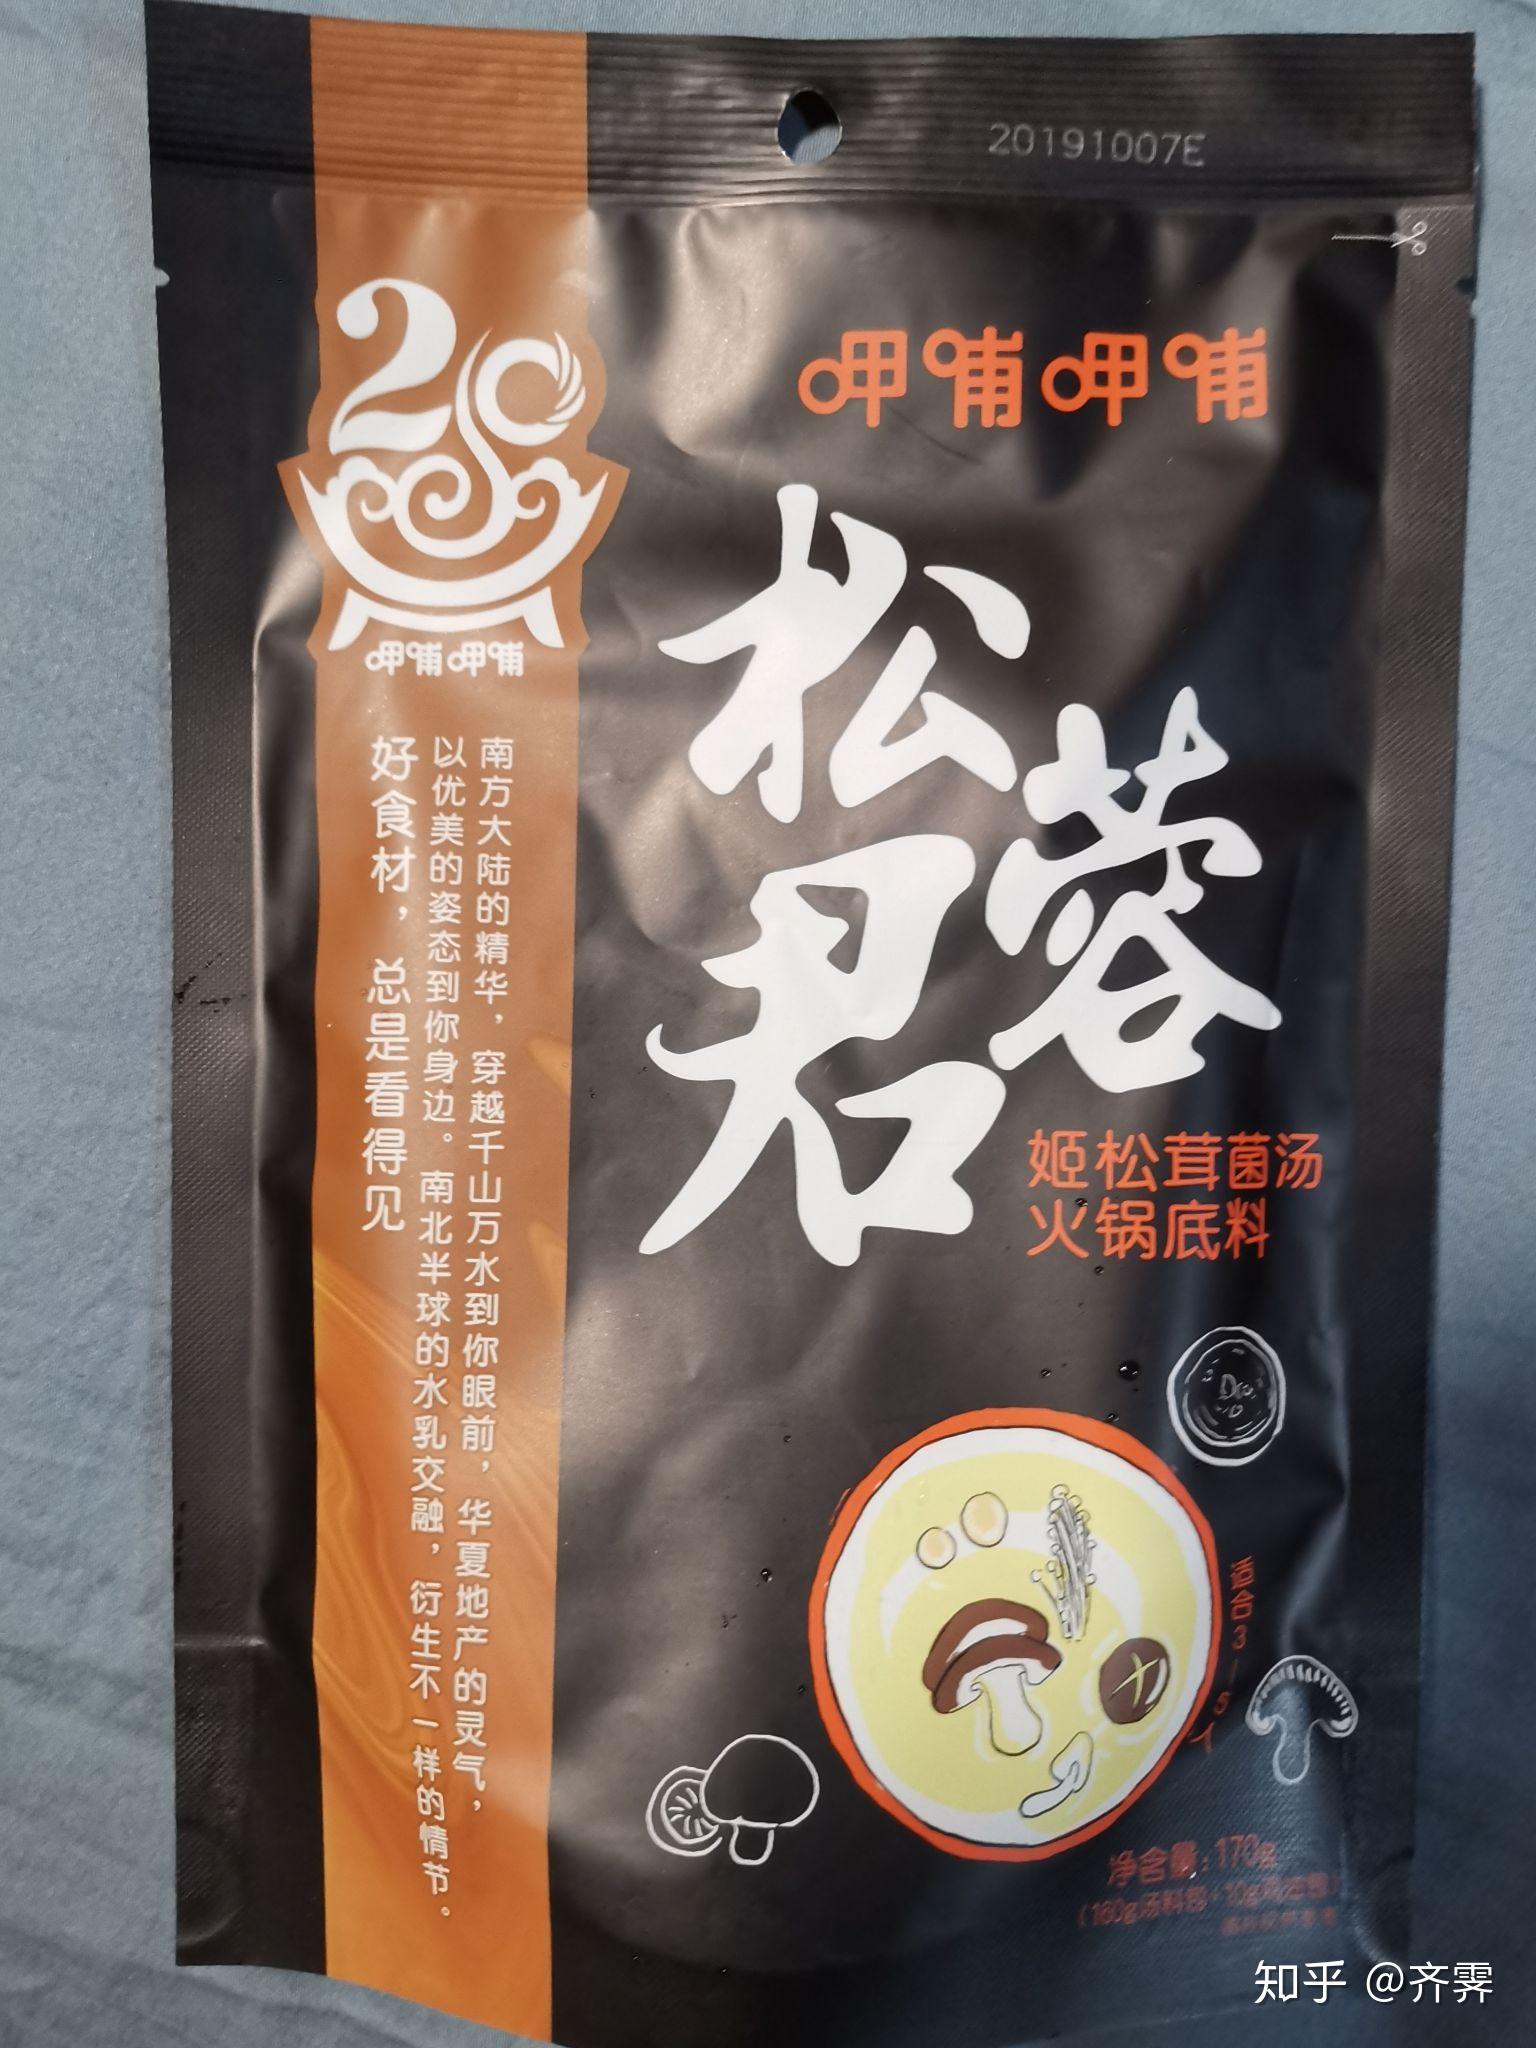 20191007E
呷哺呷哺
20
呷哺呷哺
松蓉君
姬松茸菌汤
火锅底料
南方大陆的精华，穿越千山万水到你眼前，华夏地产的灵气，
以优美的姿态到你身边。南北半球的水乳交融，衍生不一样的情节。
好食材，总是看得见
适合3-5人
净含量：170g
知乎 @齐霁